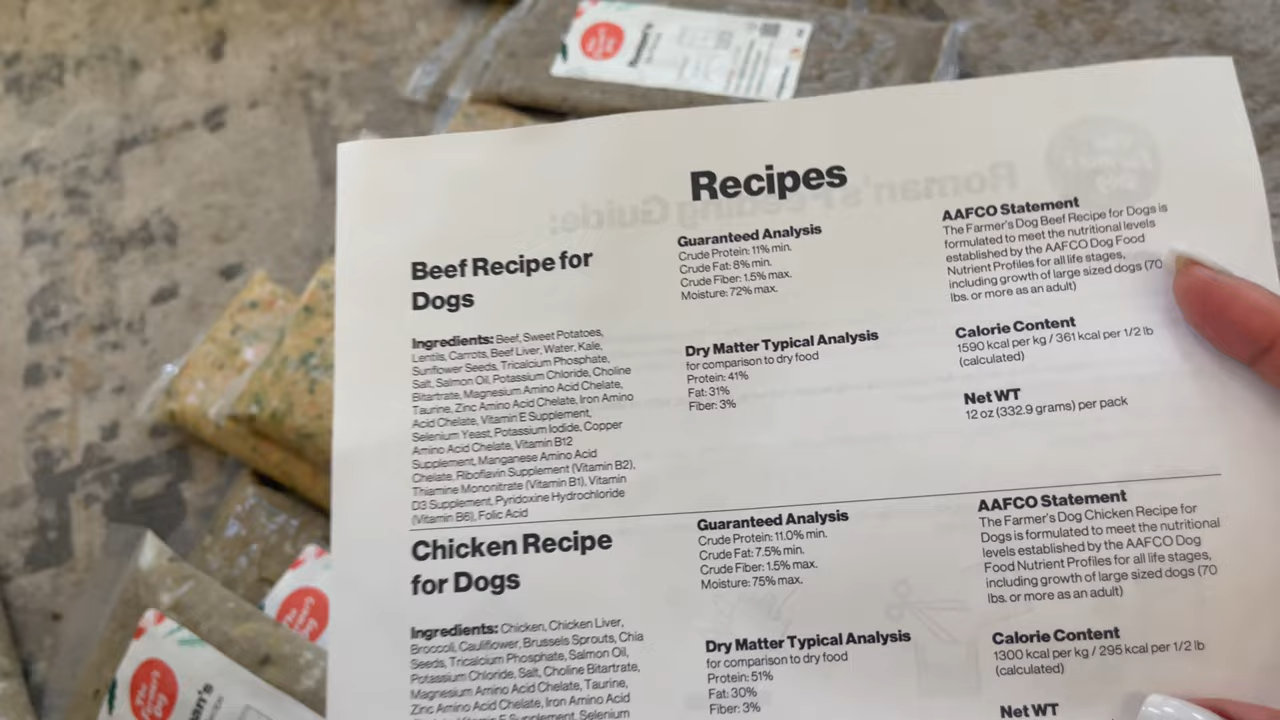 The Farmer's Dog
Roman's
Recipes
Roman's Feeding Guide:
Beef Recipe for
Dogs
Ingredients: Beef, Sweet Potatoes,
Lentils, Carrots, Beef Liver, Water, Kale,
Sunflower Seeds, Tricalcium Phosphate,
Salt, Salmon Oil, Potassium Chloride, Choline
Bitartrate, Magnesium Amino Acid Chelate,
Taurine, Zinc Amino Acid Chelate, Iron Amino
Acid Chelate, Vitamin E Supplement,
Selenium Yeast, Potassium Iodide, Copper
Amino Acid Chelate, Vitamin B12
Supplement, Manganese Amino Acid
Chelate, Riboflavin Supplement (Vitamin B2),
Thiamine Mononitrate (Vitamin B1), Vitamin
D3 Supplement, Pyridoxine Hydrochloride
(Vitamin B6), Folic Acid
Guaranteed Analysis
Crude Protein: 11% min.
Crude Fat: 8% min.
Crude Fiber: 1.5% max.
Moisture: 72% max.
Dry Matter Typical Analysis
for comparison to dry food
Protein: 41%
Fat: 31%
Fiber: 3%
AAFCO Statement
The Farmer's Dog Beef Recipe for Dogs is
formulated to meet the nutritional levels
established by the AAFCO Dog Food
Nutrient Profiles for all life stages,
including growth of large sized dogs (70
lbs. or more as an adult)
Calorie Content
1590 kcal per kg / 361 kcal per 1/2 lb
(calculated)
Net WT
12 oz (332.9 grams) per pack
Chicken Recipe
for Dogs
Ingredients: Chicken, Chicken Liver,
Broccoli, Cauliflower, Brussels Sprouts, Chia
Seeds, Tricalcium Phosphate, Salmon Oil,
Potassium Chloride, Salt, Choline Bitartrate,
Magnesium Amino Acid Chelate, Taurine,
Zinc Amino Acid Chelate, Iron Amino
E Supplement, Selenium
Guaranteed Analysis
Crude Protein: 11.0% min.
Crude Fat: 7.5% min.
Crude Fiber: 1.5% max.
Moisture: 75% max.
Dry Matter Typical Analysis
for comparison to dry food
Protein: 51%
Fat: 30%
Fiber: 3%
AAFCO Statement
The Farmer's Dog Chicken Recipe for
Dogs is formulated to meet the nutritional
levels established by the AAFCO Dog
Food Nutrient Profiles for all life stages,
including growth of large sized dogs (70
lbs. or more as an adult)
Calorie Content
1300 kcal per kg / 295 kcal per 1/2 lb
(calculated)
Net WT
The Farmer's Dog
The Farmer's Dog